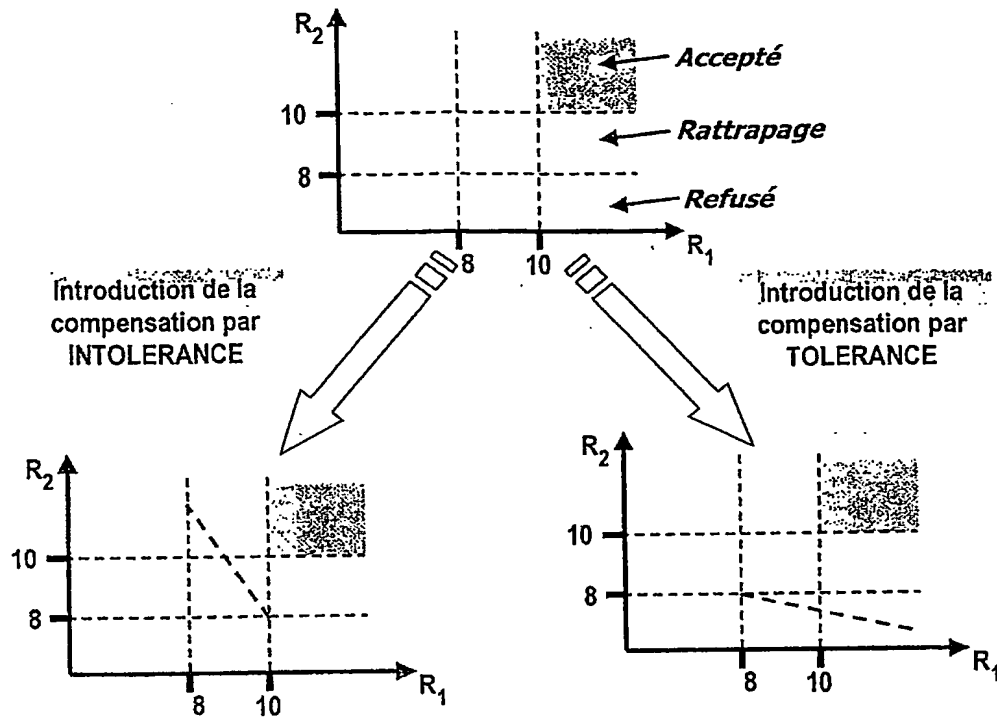 R2
Accepté
10
Rattrapage
8
Refusé
R1
8
10
Introduction de la
compensation par
INTOLERANCE
Introduction de la
compensation par
TOLERANCE
R2
10
8
R1
8
10
R2
10
8
R1
8
10